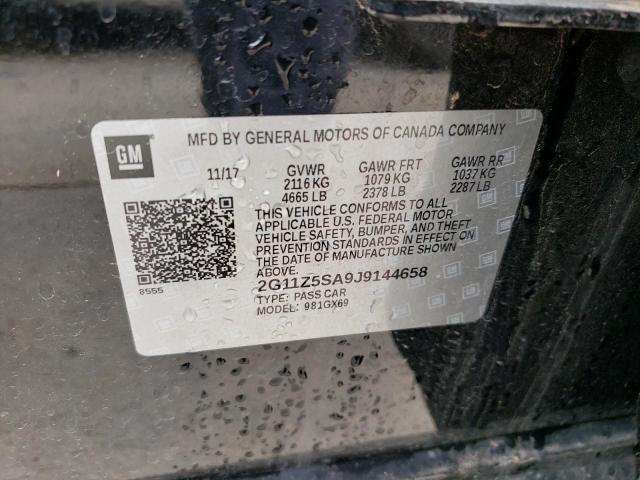 GM
MFD BY GENERAL MOTORS OF CANADA COMPANY
11/17 GVWR GAWR FRT GAWR RR
2116 KG 1079 KG 1037 KG
4665 LB 2378 LB 2287 LB
THIS VEHICLE CONFORMS TO ALL
APPLICABLE U.S. FEDERAL MOTOR
VEHICLE SAFETY, BUMPER, AND THEFT
PREVENTION STANDARDS IN EFFECT ON
THE DATE OF MANUFACTURE SHOWN
ABOVE.
8555
2G11Z5SA9J9144658
TYPE: PASS CAR
MODEL: 981GX69